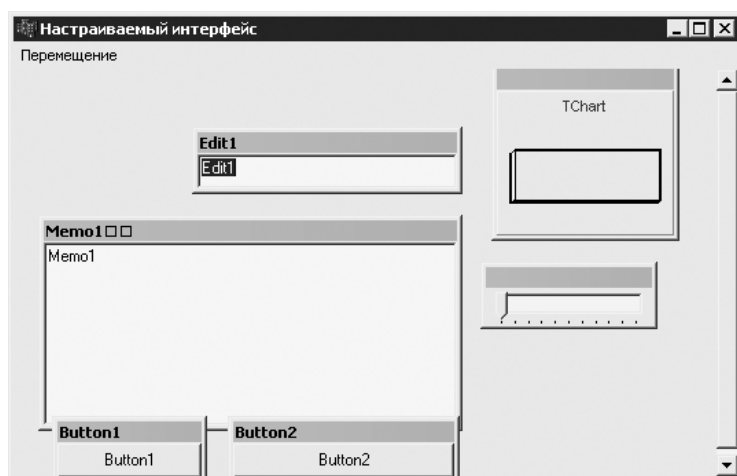 Настраиваемый интерфейс
Перемещение
TChart
Edit1
Edit1
Memo1□□
Memo1
Button1
Button2
Button1
Button2